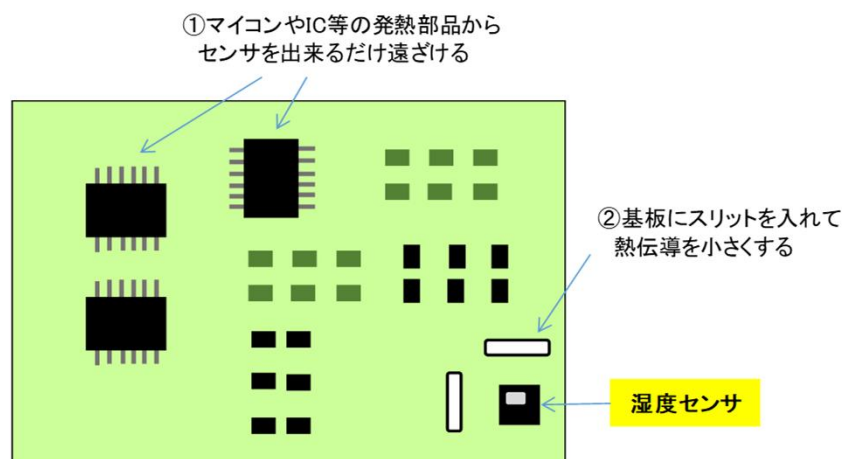 ①マイコンやIC等の発熱部品から
センサを出来るだけ遠ざける
②基板にスリットを入れて
熱伝導を小さくする
湿度センサ